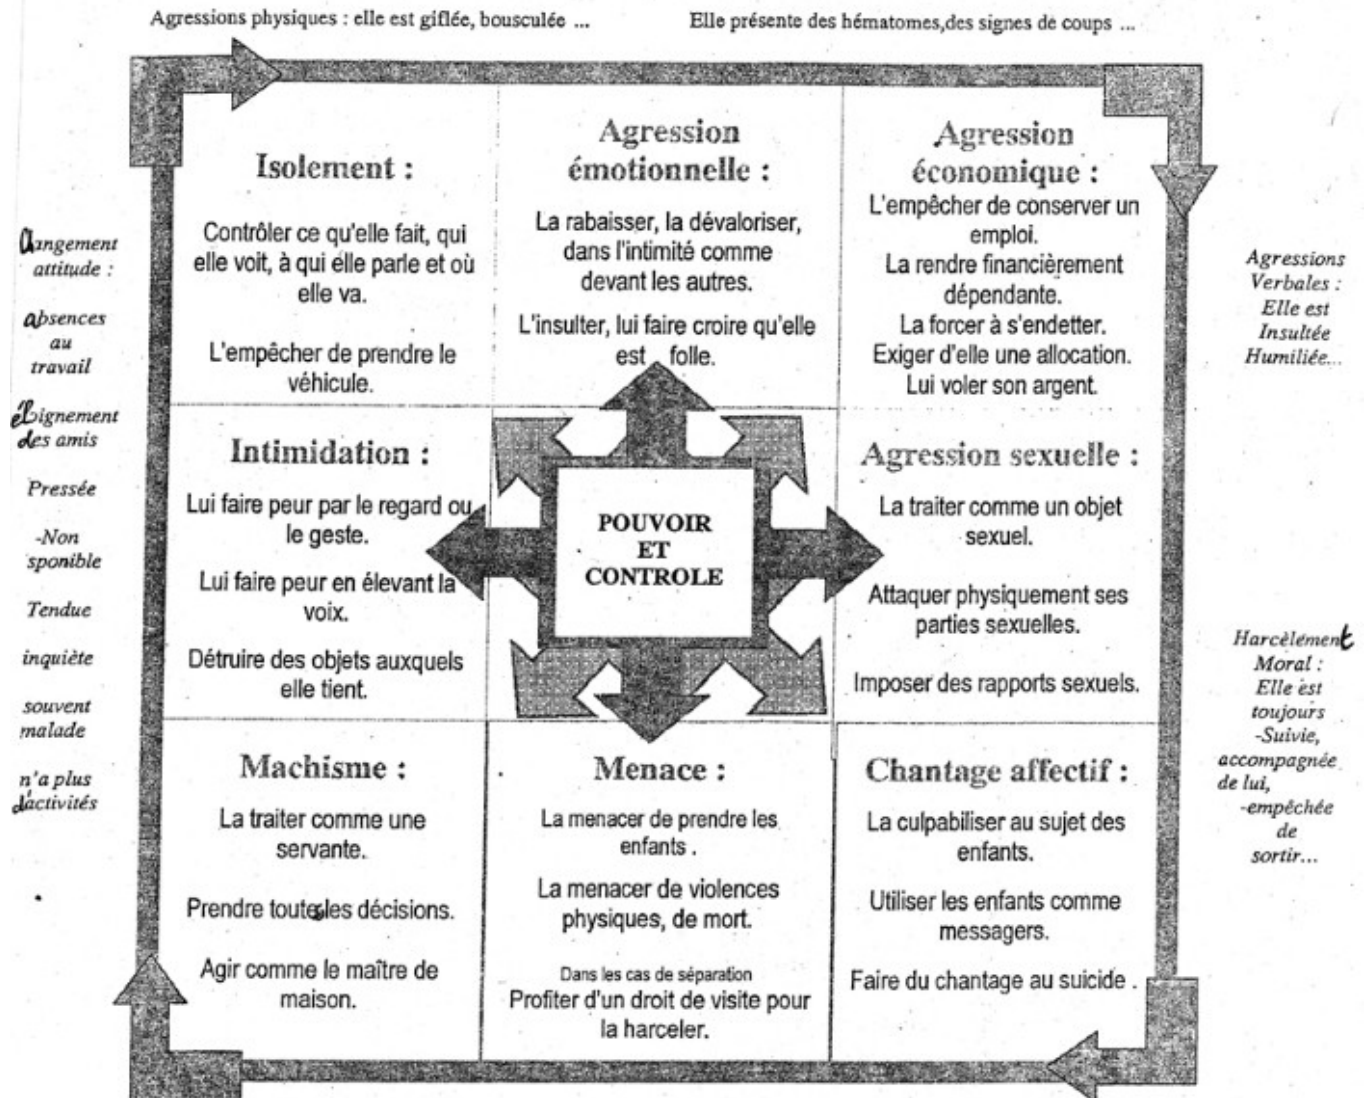 Agressions physiques : elle est giflée, bousculée ...
Elle présente des hématomes,des signes de coups ...
Isolement :
Contrôler ce qu'elle fait, qui
elle voit, à qui elle parle et où
elle va.
L'empêcher de prendre le
véhicule.
Agression
émotionnelle :
La rabaisser, la dévaloriser,
dans l'intimité comme
devant les autres.
L'insulter, lui faire croire qu'elle
est folle.
Agression
économique :
L'empêcher de conserver un
emploi.
La rendre financièrement
dépendante.
La forcer à s'endetter.
Exiger d'elle une allocation.
Lui voler son argent.
Intimidation :
Lui faire peur par le regard ou
le geste.
Lui faire peur en élevant la
voix.
Détruire des objets auxquels
elle tient.
POUVOIR
ET
CONTROLE
Agression sexuelle :
La traiter comme un objet
sexuel.
Attaquer physiquement ses
parties sexuelles.
Imposer des rapports sexuels.
Machisme :
La traiter comme une
servante.
Prendre toutes les décisions.
Agir comme le maître de
maison.
Menace :
La menacer de prendre les
enfants .
La menacer de violences
physiques, de mort.
Dans les cas de séparation
Profiter d'un droit de visite pour
la harceler.
Chantage affectif :
La culpabiliser au sujet des
enfants.
Utiliser les enfants comme
messagers.
Faire du chantage au suicide .
attitude :
absences
au
travail
des amis
Pressée
-Non
sponible
Tendue
inquiète
souvent
malade
n'a plus
d'activités
Agressions
Verbales :
Elle est
Insultée
Humiliée...
Harcèlement
Moral :
Elle est
toujours
-Suivie,
accompagnée
de lui,
-empêchée
de
sortir...